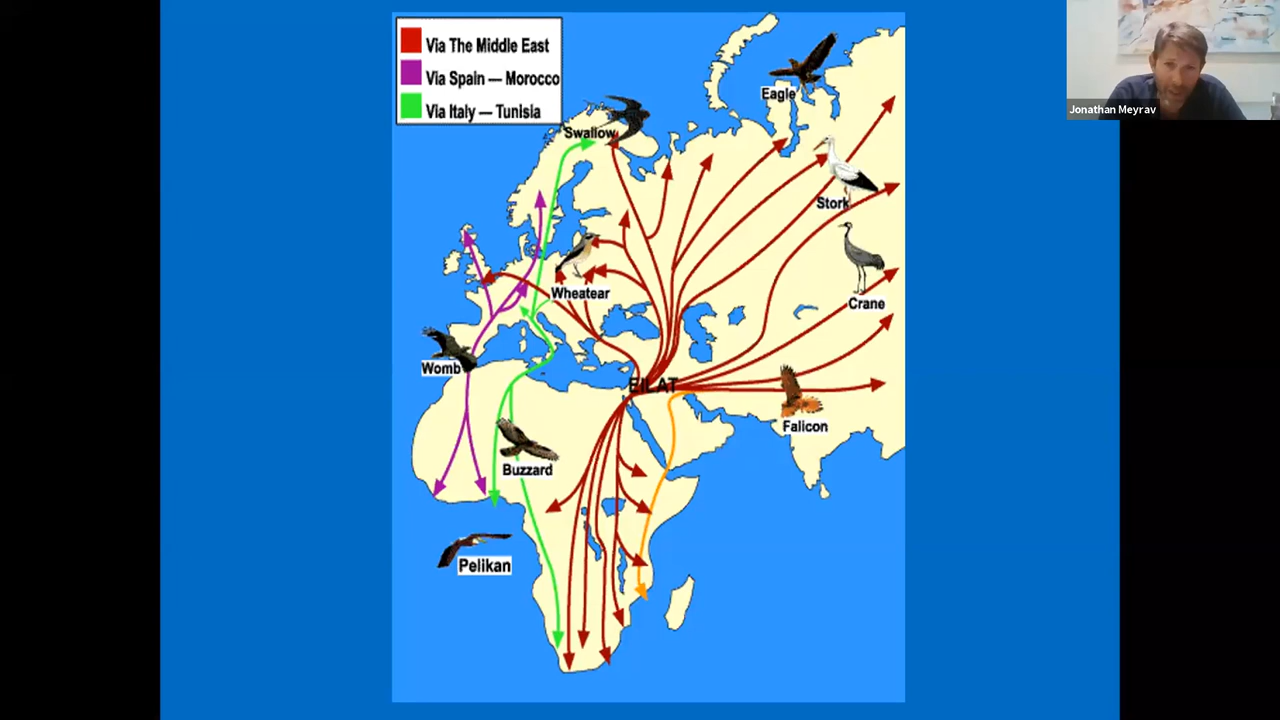 Via The Middle East
Via Spain — Morocco
Via Italy — Tunisia
Eagle
Jonathan Meyrav
Swallow
Stork
Wheatear
Crane
Womb
EILAT
Falicon
Buzzard
Pelikan